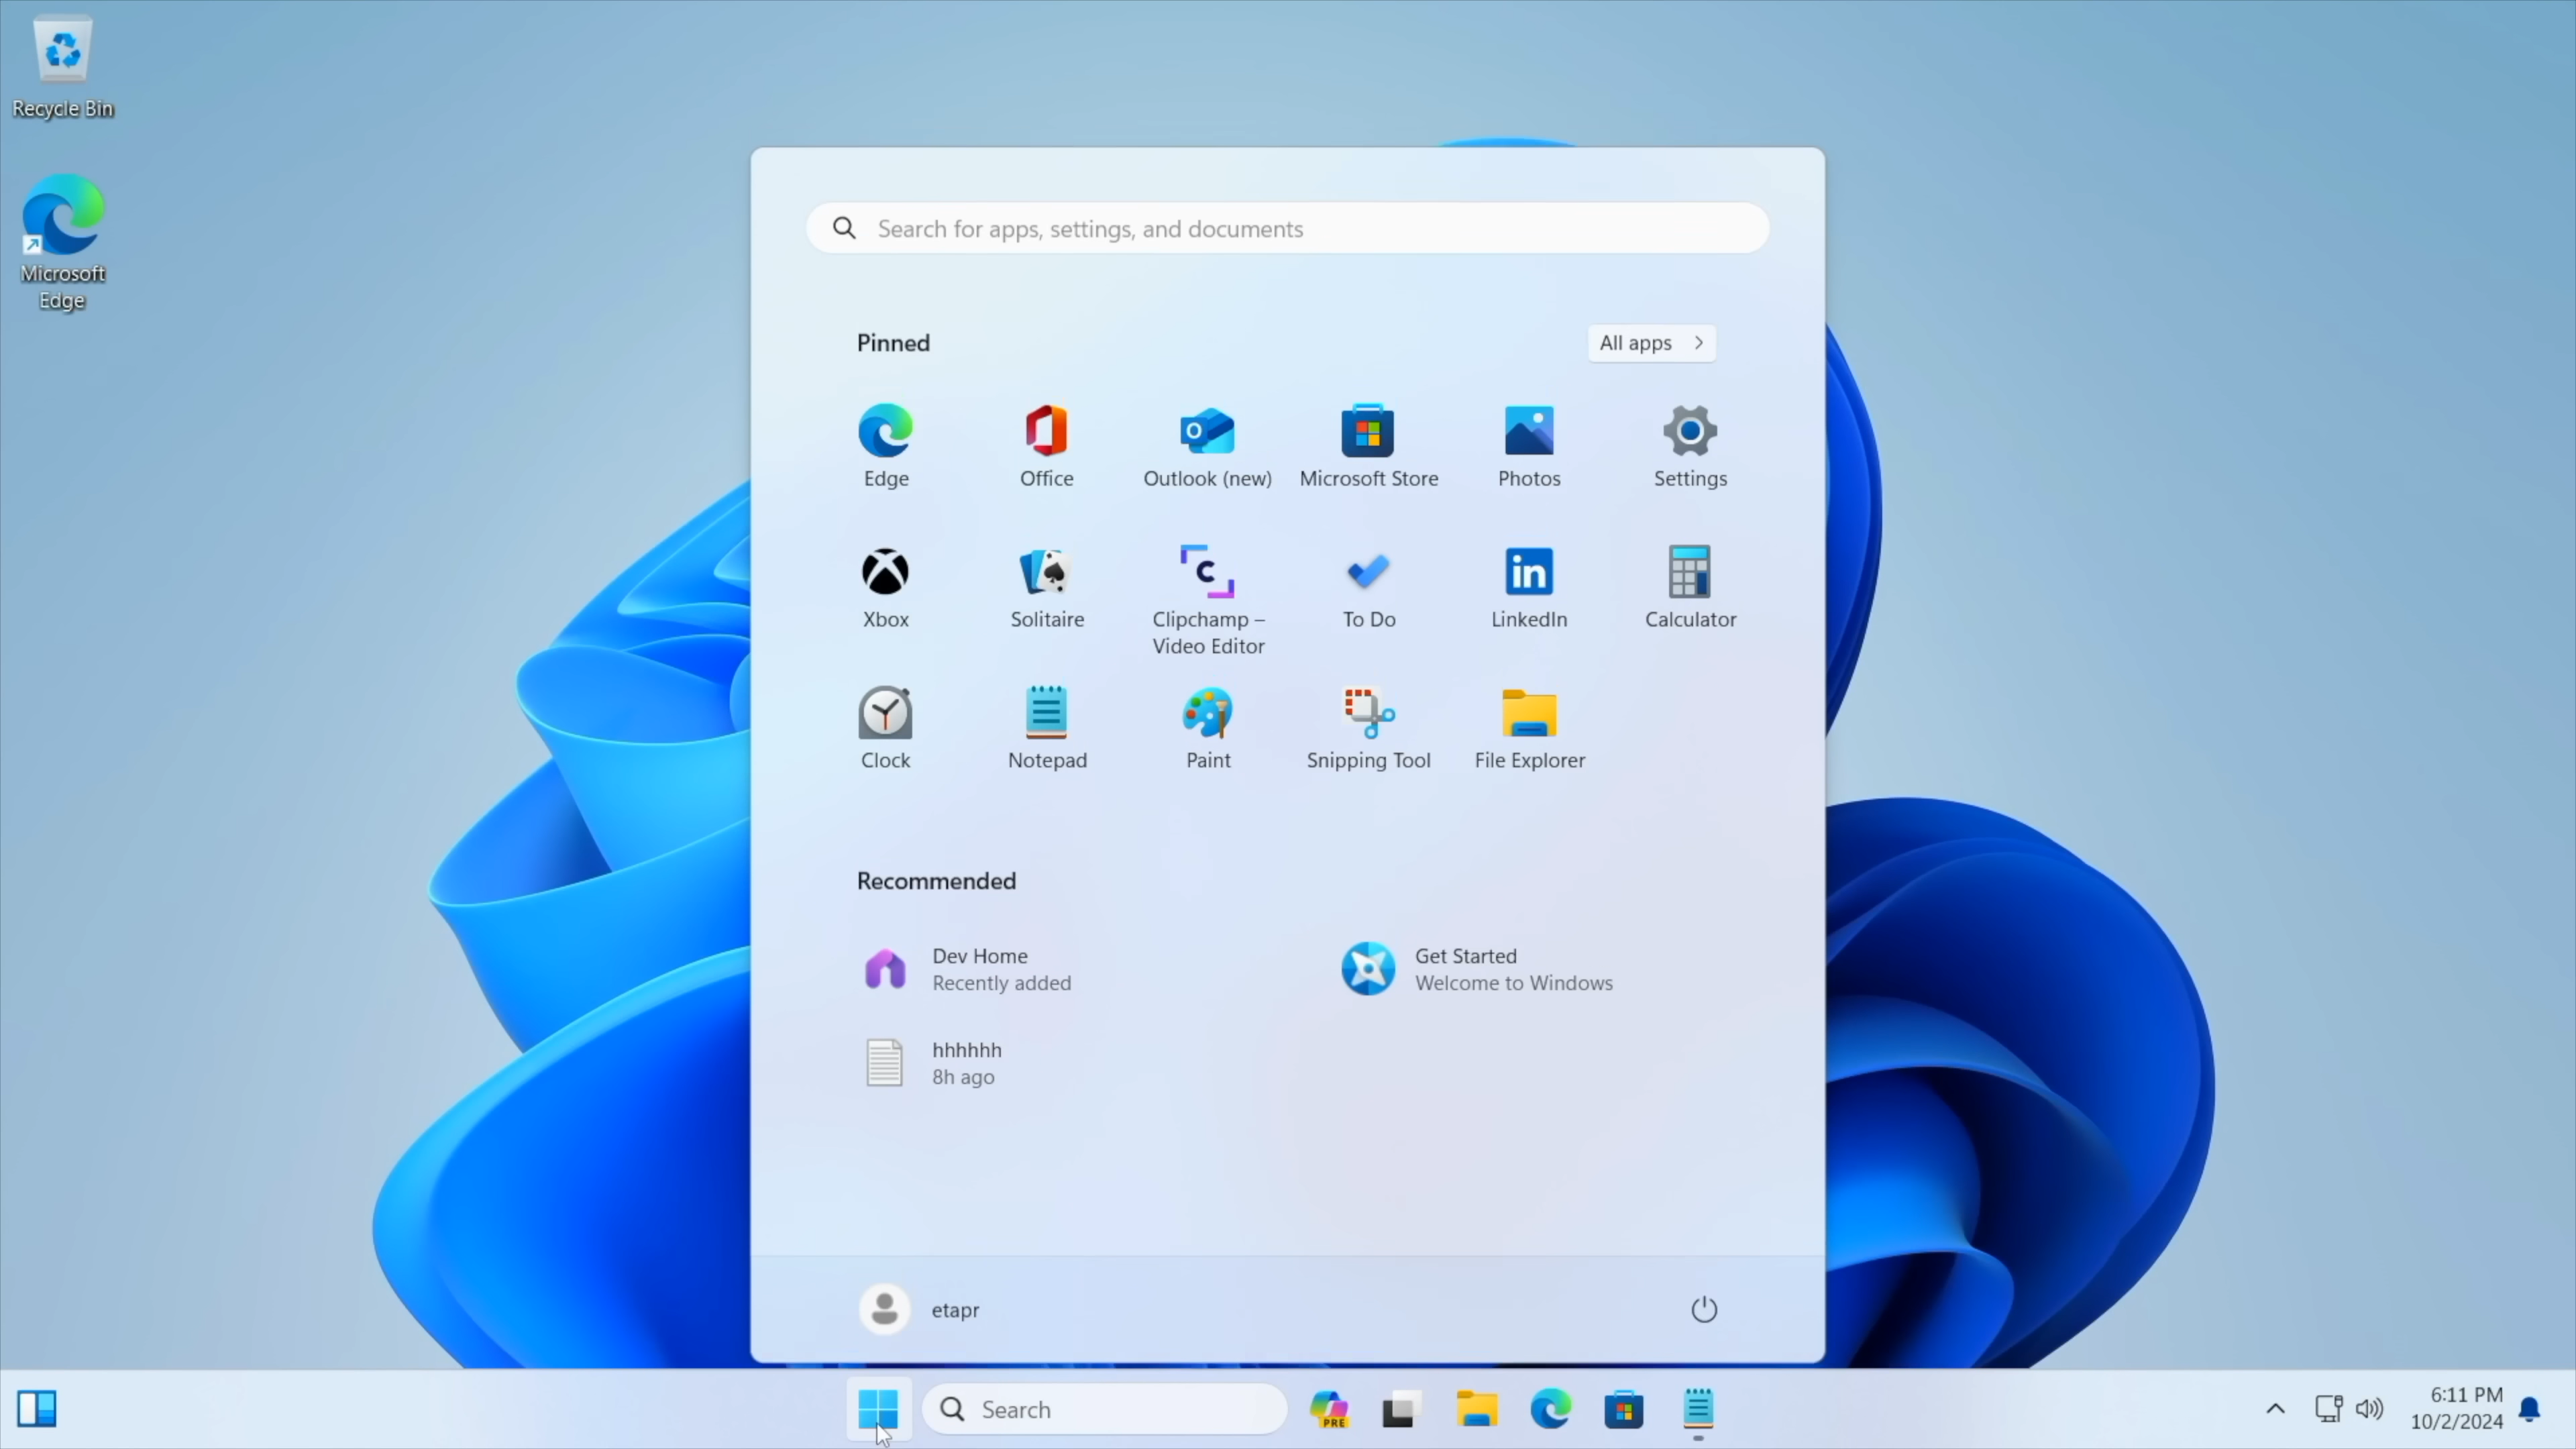 Recycle Bin
Microsoft
Edge
Search for apps, settings, and documents
Pinned
All apps
Edge
Office
Outlook (new)
Microsoft Store
Photos
Settings
Xbox
Solitaire
Clipchamp –
Video Editor
To Do
LinkedIn
Calculator
Clock
Notepad
Paint
Snipping Tool
File Explorer
Recommended
Dev Home
Recently added
Get Started
Welcome to Windows
hhhhhh
8h ago
etapr
Search
PRE
6:11 PM
10/2/2024